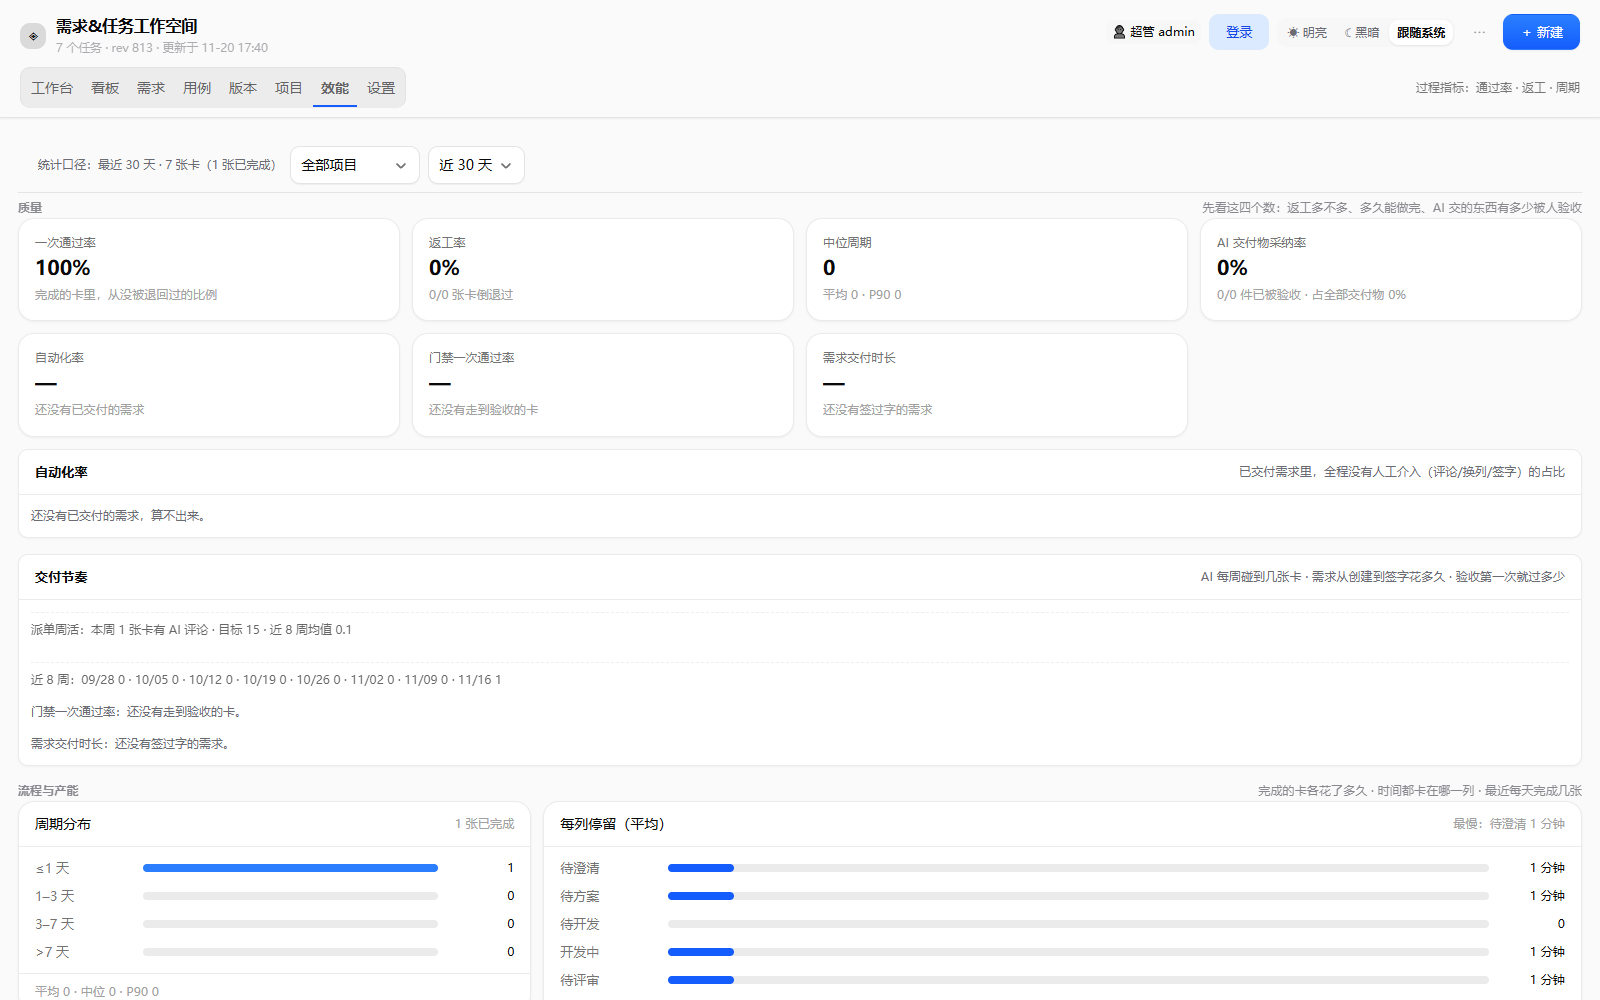 需求&任务工作空间
7 个任务 · rev 813 · 更新于 11-20 17:40
超管 admin
登录
明亮
黑暗
跟随系统
···
+ 新建
工作台
看板
需求
用例
版本
项目
效能
设置
过程指标：通过率 · 返工 · 周期
统计口径：最近 30 天 · 7 张卡（1 张已完成）
全部项目
近 30 天
质量
先看这四个数：返工多不多、多久能做完、AI 交的东西有多少被人验收
一次通过率
100%
完成的卡里，从没被退回过的比例
返工率
0%
0/0 张卡倒退过
中位周期
0
平均 0 · P90 0
AI 交付物采纳率
0%
0/0 件已被验收 · 占全部交付物 0%
自动化率
—
还没有已交付的需求
门禁一次通过率
—
还没有走到验收的卡
需求交付时长
—
还没有签过字的需求
自动化率
已交付需求里，全程没有人工介入（评论/换列/签字）的占比
还没有已交付的需求，算不出来。
交付节奏
AI 每周碰到几张卡 · 需求从创建到签字花多久 · 验收第一次就过多少
派单周活：本周 1 张卡有 AI 评论 · 目标 15 · 近 8 周均值 0.1
近 8 周：09/28 0 · 10/05 0 · 10/12 0 · 10/19 0 · 10/26 0 · 11/02 0 · 11/09 0 · 11/16 1
门禁一次通过率：还没有走到验收的卡。
需求交付时长：还没有签过字的需求。
流程与产能
完成的卡各花了多久 · 时间都卡在哪一列 · 最近每天完成几张
周期分布
1 张已完成
≤1 天
1
1–3 天
0
3–7 天
0
>7 天
0
平均 0 · 中位 0 · P90 0
每列停留（平均）
最慢：待澄清 1 分钟
待澄清
1 分钟
待方案
1 分钟
待开发
0
开发中
1 分钟
待评审
1 分钟